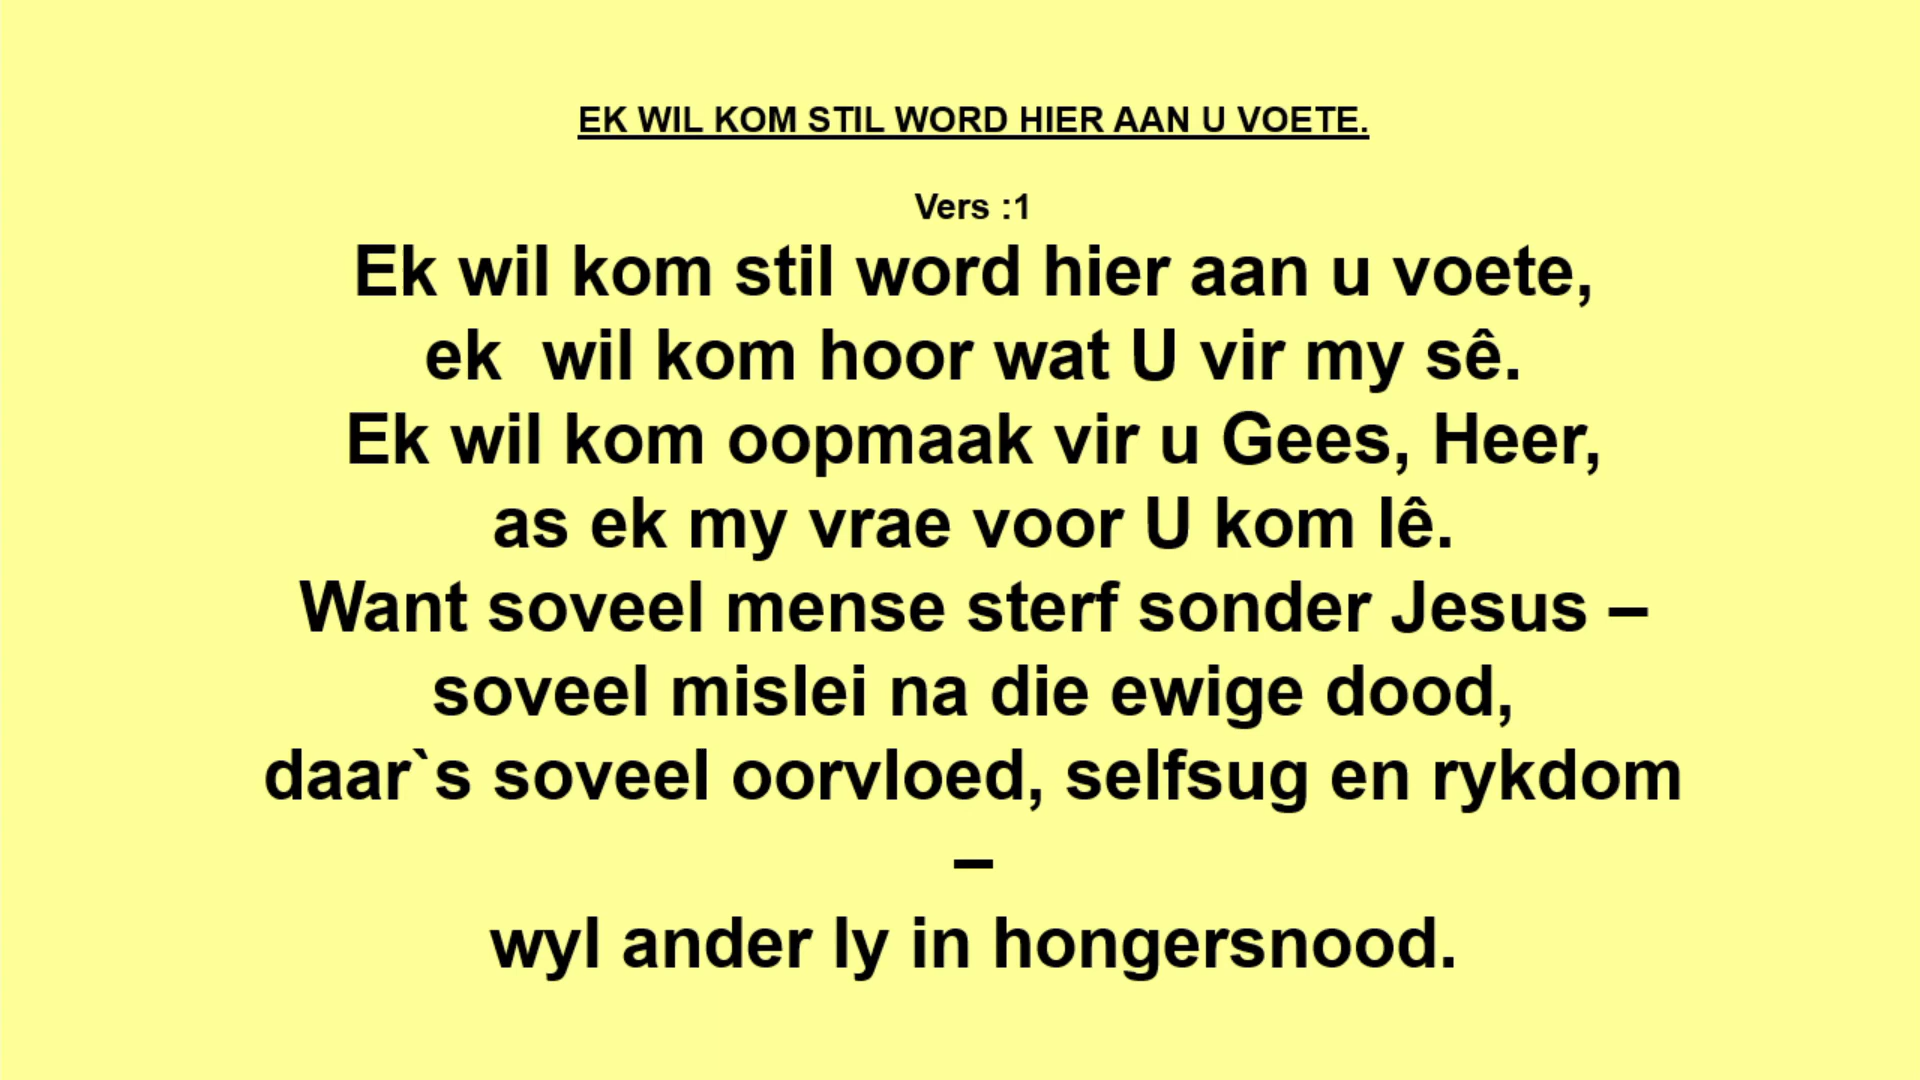 EK WIL KOM STIL WORD HIER AAN U VOETE.
Vers :1
Ek wil kom stil word hier aan u voete,
ek  wil kom hoor wat U vir my sê.
Ek wil kom oopmaak vir u Gees, Heer,
as ek my vrae voor U kom lê.
Want soveel mense sterf sonder Jesus –
soveel mislei na die ewige dood,
daar`s soveel oorvloed, selfsug en rykdom
–
wyl ander ly in hongersnood.